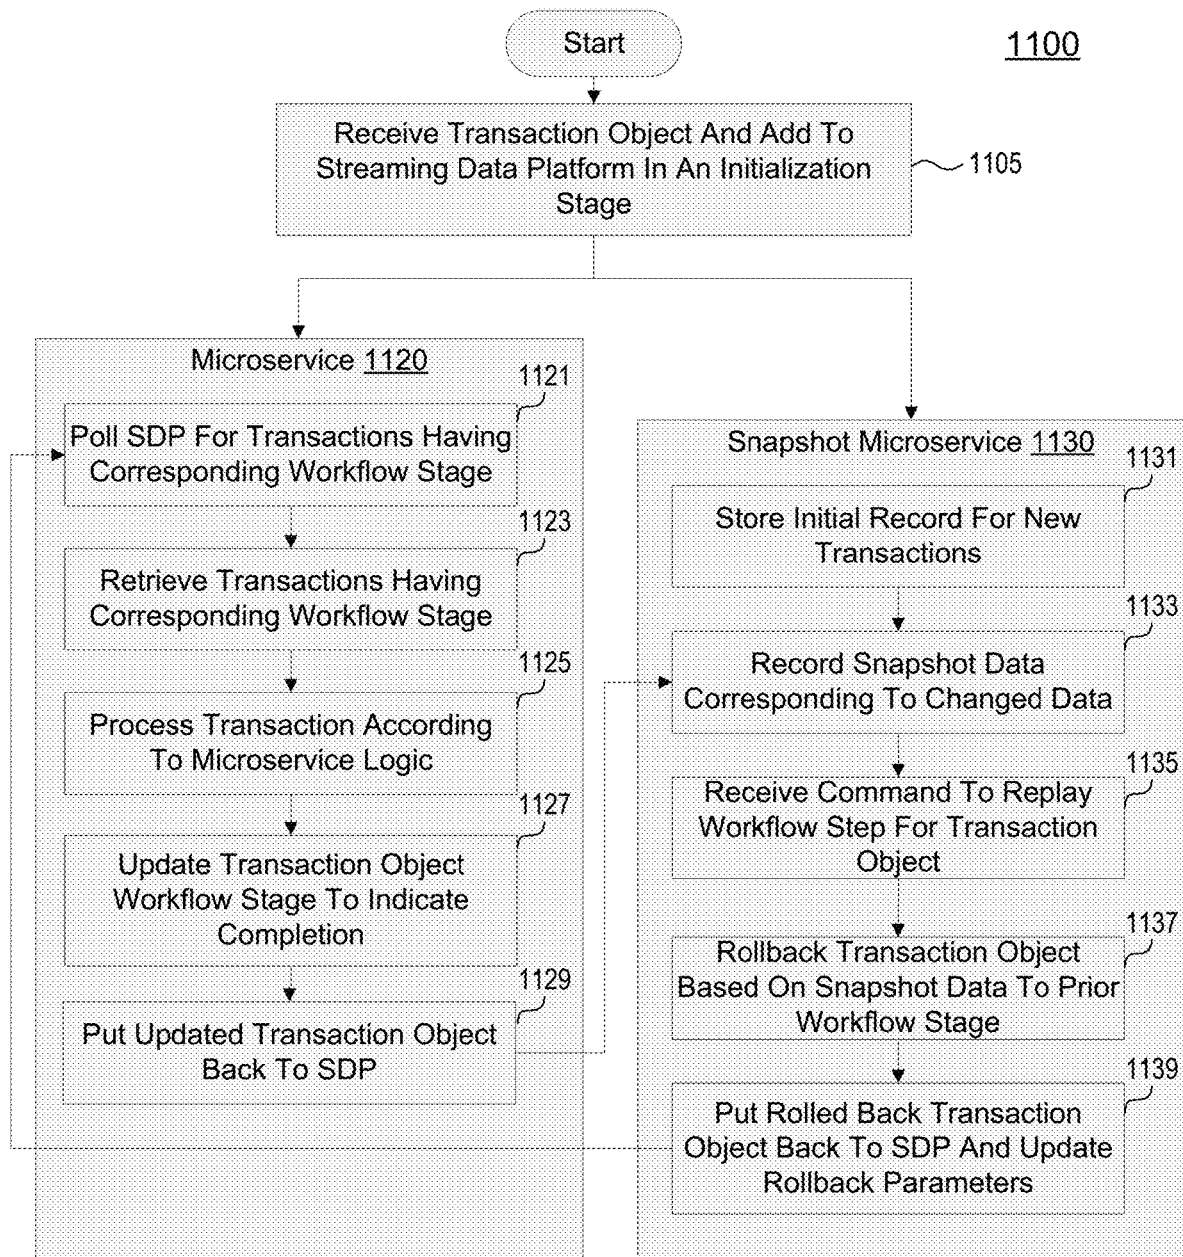 Start
1100
Receive Transaction Object And Add To
Streaming Data Platform In An Initialization
Stage
1105
Microservice 1120
1121
Poll SDP For Transactions Having
Corresponding Workflow Stage
1123
Retrieve Transactions Having
Corresponding Workflow Stage
1125
Process Transaction According
To Microservice Logic
1127
Update Transaction Object
Workflow Stage To Indicate
Completion
1129
Put Updated Transaction Object
Back To SDP
Snapshot Microservice 1130
1131
Store Initial Record For New
Transactions
1133
Record Snapshot Data
Corresponding To Changed Data
1135
Receive Command To Replay
Workflow Step For Transaction
Object
1137
Rollback Transaction Object
Based On Snapshot Data To Prior
Workflow Stage
1139
Put Rolled Back Transaction
Object Back To SDP And Update
Rollback Parameters